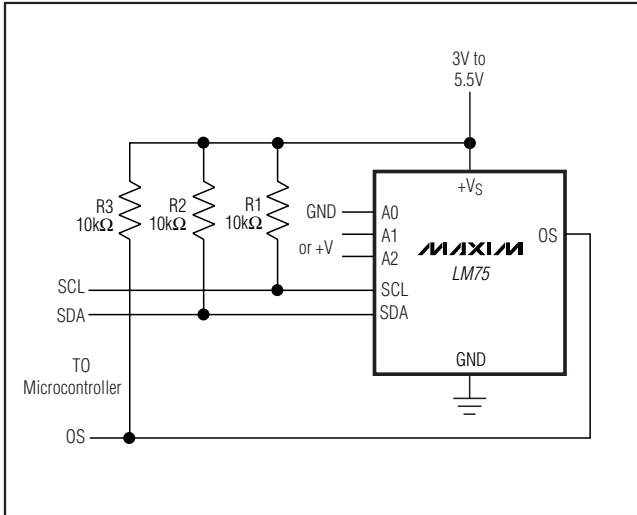 3V to
5.5V
R3
10kΩ
R2
10kΩ
R1
10kΩ
+VS
GND
or +V
A0
A1
A2
MAXIM
LM75
OS
SCL
SDA
SCL
SDA
GND
TO
Microcontroller
OS